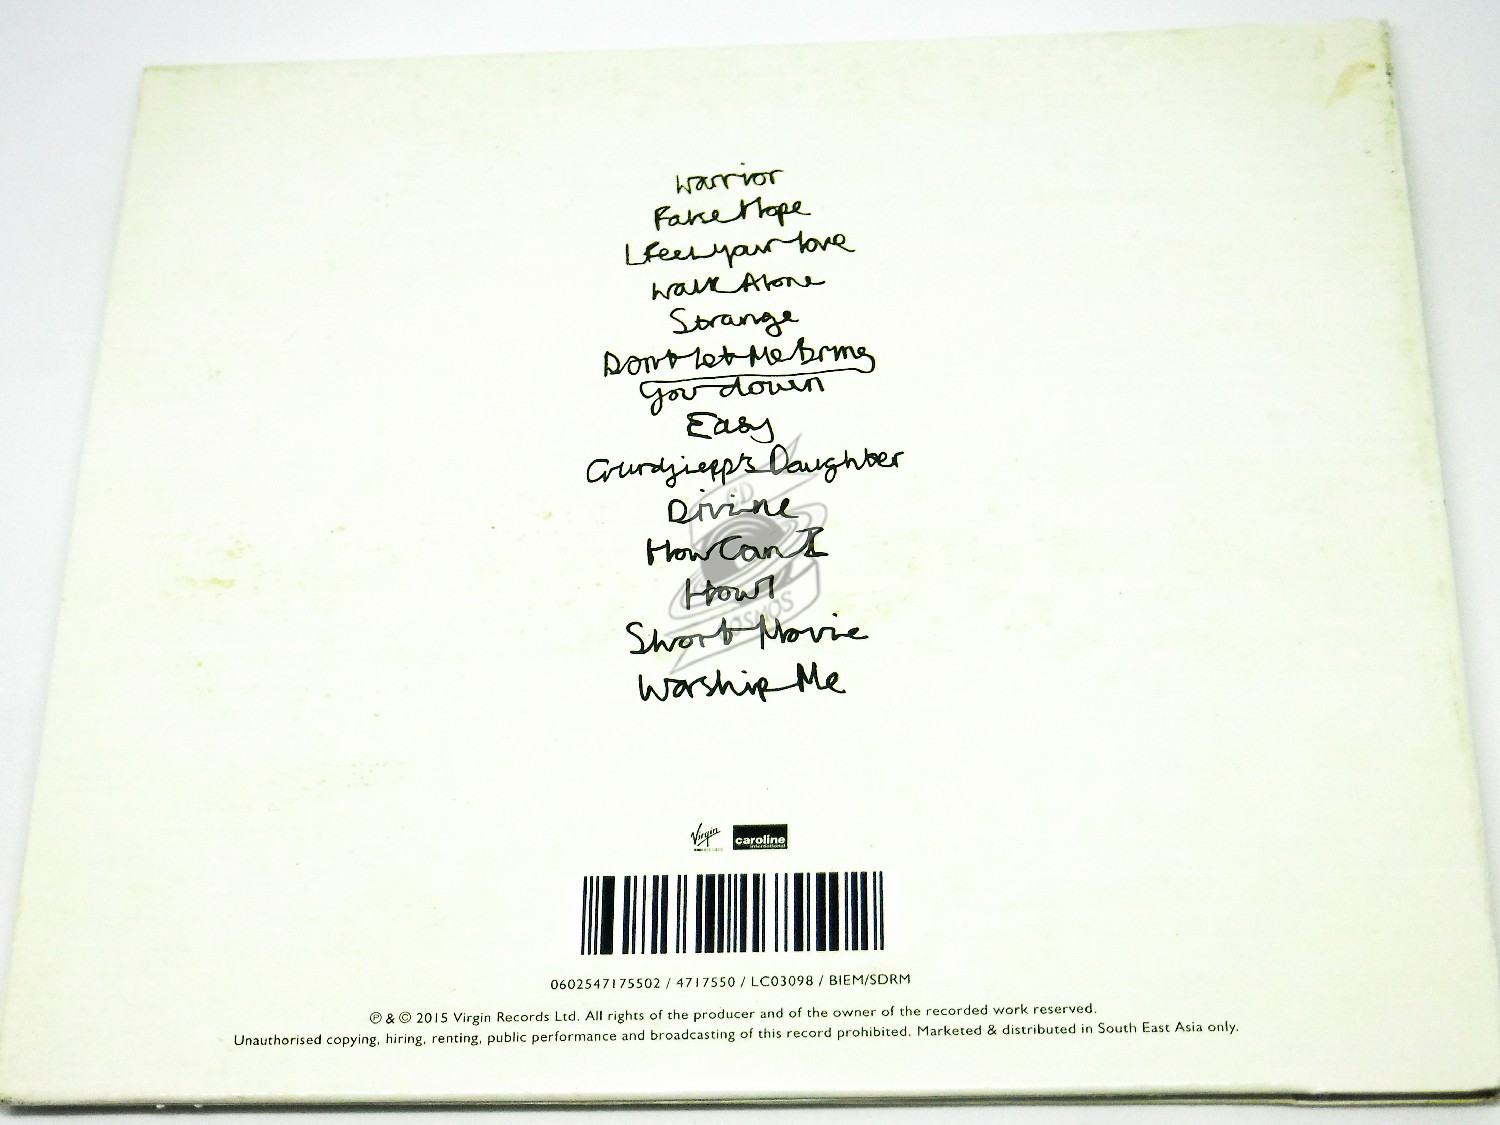 Warrior
Fake Hope
I Feel Your Love
Walk Alone
Strange
Don't Let Me Bring
You down
Easy
Gurdjieff's Daughter
Divine
How Can I
Howl
Short Movie
Worship Me
CD
KOSMOS
Virgin
caroline
international
0602547175502 / 4717550 / LC03098 / BIEM/SDRM
℗ & © 2015 Virgin Records Ltd. All rights of the producer and of the owner of the recorded work reserved.
Unauthorised copying, hiring, renting, public performance and broadcasting of this record prohibited. Marketed & distributed in South East Asia only.